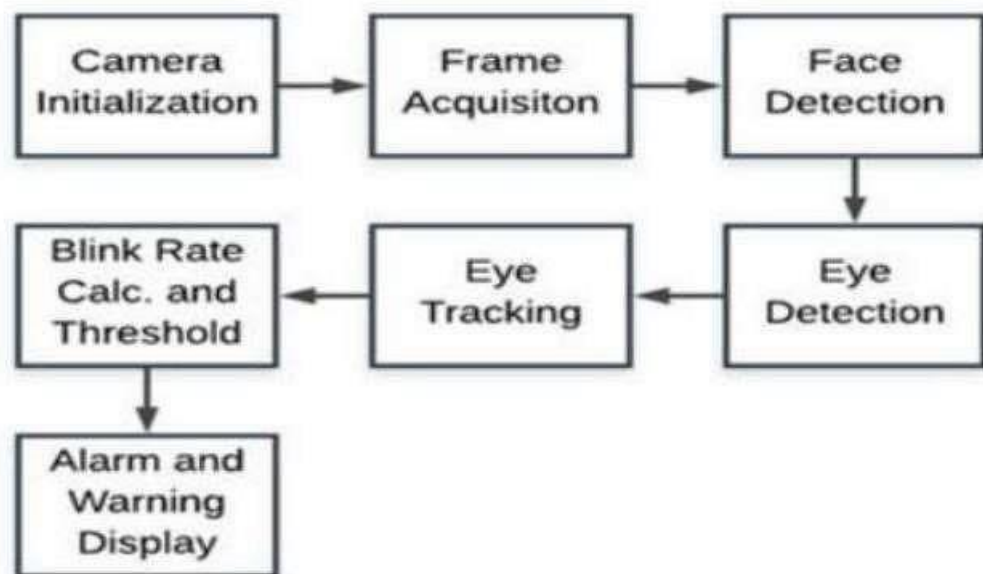 Camera
Initialization
Frame
Acquisiton
Face
Detection
Eye
Detection
Eye
Tracking
Blink Rate
Calc. and
Threshold
Alarm and
Warning
Display